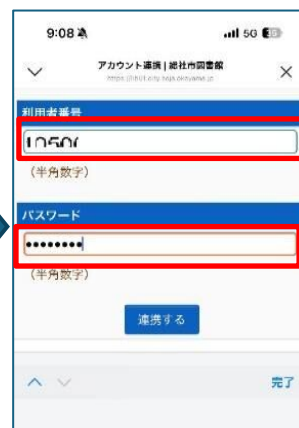 9:08
5G
アカウント連携 | 総社市図書館
利用者番号
(半角数字)
パスワード
••••••••
(半角数字)
連携する
完了